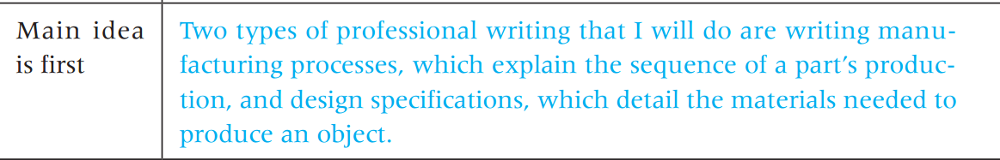 Main idea
is first
Two types of professional writing that I will do are writing manu-
facturing processes, which explain the sequence of a part’s produc-
tion, and design specifications, which detail the materials needed to
produce an object.